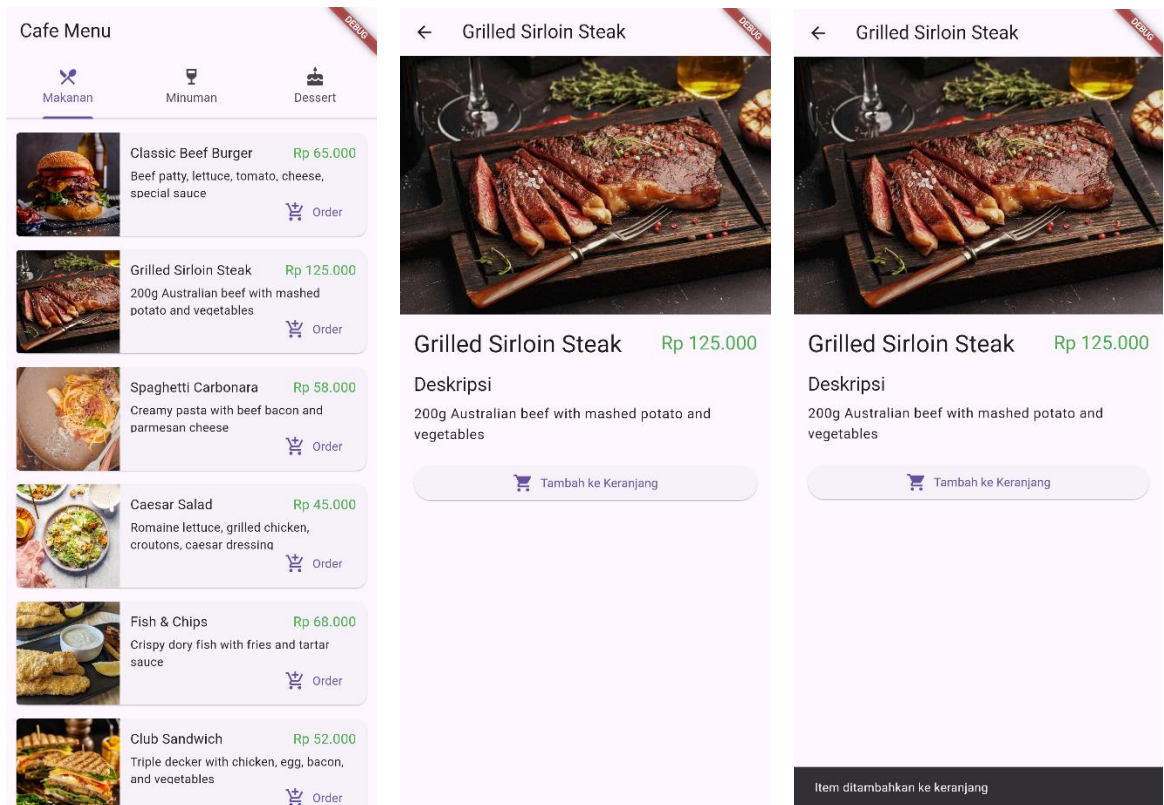 Cafe Menu
DEBUG
Makanan
Minuman
Dessert
Classic Beef Burger
Rp 65.000
Beef patty, lettuce, tomato, cheese,
special sauce
Order
Grilled Sirloin Steak
Rp 125.000
200g Australian beef with mashed
potato and vegetables
Order
Spaghetti Carbonara
Rp 58.000
Creamy pasta with beef bacon and
parmesan cheese
Order
Caesar Salad
Rp 45.000
Romaine lettuce, grilled chicken,
croutons, caesar dressing
Order
Fish & Chips
Rp 68.000
Crispy dory fish with fries and tartar
sauce
Order
Club Sandwich
Rp 52.000
Triple decker with chicken, egg, bacon,
and vegetables
Order
Grilled Sirloin Steak
DEBUG
Grilled Sirloin Steak
Rp 125.000
Deskripsi
200g Australian beef with mashed potato and
vegetables
Tambah ke Keranjang
Grilled Sirloin Steak
DEBUG
Grilled Sirloin Steak
Rp 125.000
Deskripsi
200g Australian beef with mashed potato and
vegetables
Tambah ke Keranjang
Item ditambahkan ke keranjang